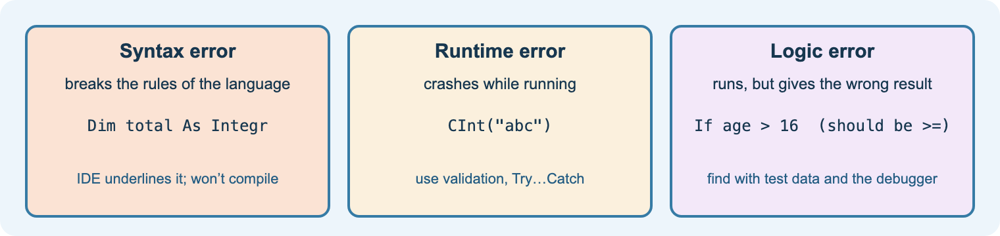 Syntax error
breaks the rules of the language
Dim total As Integr
IDE underlines it; won’t compile
Runtime error
crashes while running
CInt("abc")
use validation, Try…Catch
Logic error
runs, but gives the wrong result
If age > 16  (should be >=)
find with test data and the debugger